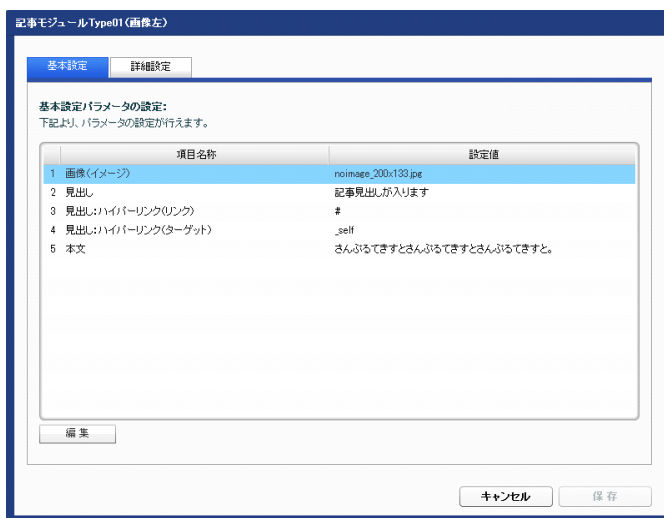 記事モジュールType01(画像左)
基本設定 詳細設定
基本設定パラメータの設定:
下記より、パラメータの設定が行えます。
項目名称 設定値
1 画像(イメージ) noimage_200x133.jpg
2 見出し 記事見出しが入ります
3 見出し:ハイパーリンク(リンク) #
4 見出し:ハイパーリンク(ターゲット) _self
5 本文 さんぷるてきすとさんぷるてきすとさんぷるてきすと。
編集
キャンセル 保存